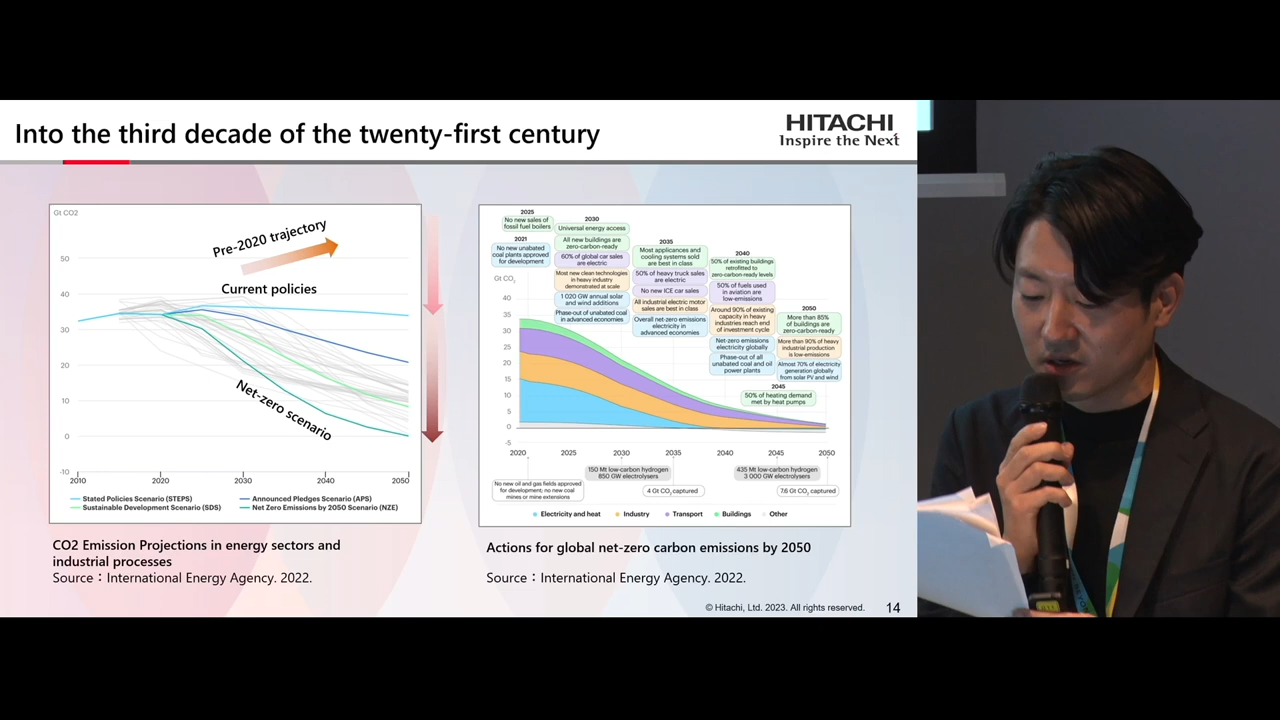 Into the third decade of the twenty-first century
HITACHI
Inspire the Next
Gt CO2
Pre-2020 trajectory
Current policies
Net-zero scenario
50
40
30
20
10
0
-10
2010
2020
2030
2040
2050
Stated Policies Scenario (STEPS)
Announced Pledges Scenario (APS)
Sustainable Development Scenario (SDS)
Net Zero Emissions by 2050 Scenario (NZE)
CO2 Emission Projections in energy sectors and
industrial processes
Source：International Energy Agency. 2022.
2021
No new unabated
coal plants approved
for development
2025
No new sales of
fossil fuel boilers
2030
Universal energy access
All new buildings are
zero-carbon-ready
60% of global car sales
are electric
Most new clean technologies
in heavy industry
demonstrated at scale
1 020 GW annual solar
and wind additions
Phase-out of unabated coal
in advanced economies
2035
Most appliances and
cooling systems sold
are best in class
50% of heavy truck sales
are electric
No new ICE car sales
All industrial electric motor
sales are best in class
Overall net-zero emissions
electricity in
advanced economies
2040
50% of existing buildings
retrofitted to
zero-carbon-ready levels
50% of fuels used
in aviation are
low-emissions
Around 90% of existing
capacity in heavy
industries reach end
of investment cycle
Net-zero emissions
electricity globally
Phase-out of all
unabated coal and oil
power plants
2045
50% of heating demand
met by heat pumps
2050
More than 85%
of buildings are
zero-carbon-ready
More than 90% of heavy
industrial production
is low-emissions
Almost 70% of electricity
generation globally
from solar PV and wind
Gt CO2
40
35
30
25
20
15
10
5
0
-5
2020
2025
2030
2035
2040
2045
2050
No new oil and gas fields approved
for development; no new coal
mines or mine extensions
150 Mt low-carbon hydrogen
850 GW electrolysers
4 Gt CO2 captured
435 Mt low-carbon hydrogen
3 000 GW electrolysers
7.6 Gt CO2 captured
Electricity and heat
Industry
Transport
Buildings
Other
Actions for global net-zero carbon emissions by 2050
Source：International Energy Agency. 2022.
© Hitachi, Ltd. 2023. All rights reserved.
14